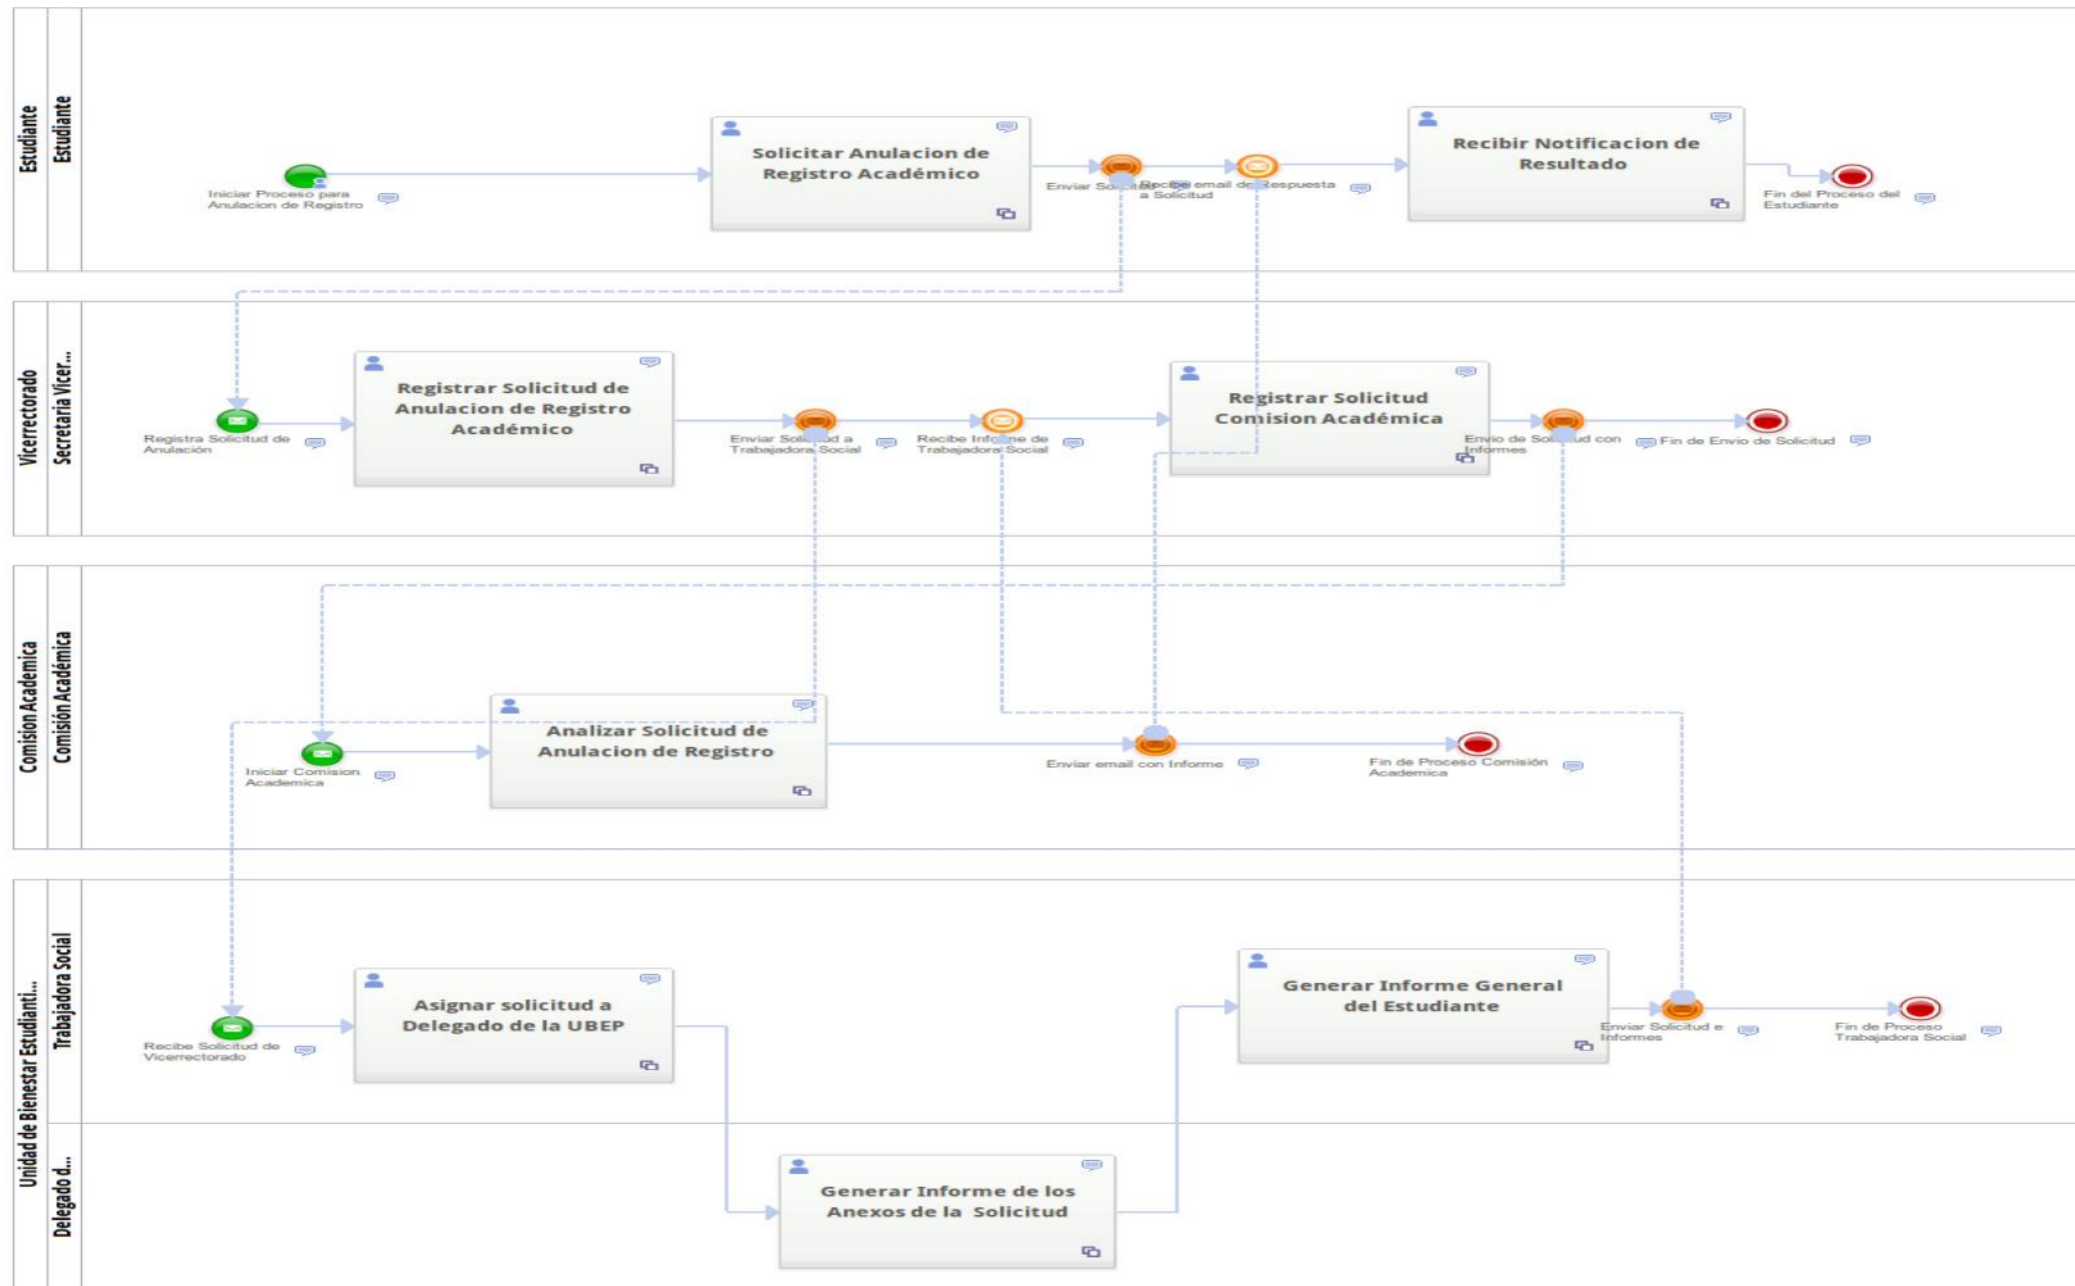 Estudiante
Estudiante
Iniciar Proceso para
Anulacion de Registro
Solicitar Anulacion de
Registro Académico
Enviar
Recibe email de Respuesta
a Solicitud
Recibir Notificacion de
Resultado
Fin del Proceso del
Estudiante
Vicerrectorado
Secretaria Vicer...
Registra Solicitud de
Anulación
Registrar Solicitud de
Anulacion de Registro
Académico
Enviar Solicitud a
Trabajadora Social
Recibe Informe de
Trabajadora Social
Registrar Solicitud
Comision Académica
Envio de Solicitud con
Informes
Fin de Envio de Solicitud
Comision Academica
Comisión Académica
Iniciar Comision
Academica
Analizar Solicitud de
Anulacion de Registro
Enviar email con Informe
Fin de Proceso Comisión
Academica
Unidad de Bienestar Estudianti...
Trabajadora Social
Recibe Solicitud de
Vicerrectorado
Asignar solicitud a
Delegado de la UBEP
Generar Informe General
del Estudiante
Enviar Solicitud e
Informes
Fin de Proceso
Trabajadora Social
Delegado d...
Generar Informe de los
Anexos de la Solicitud